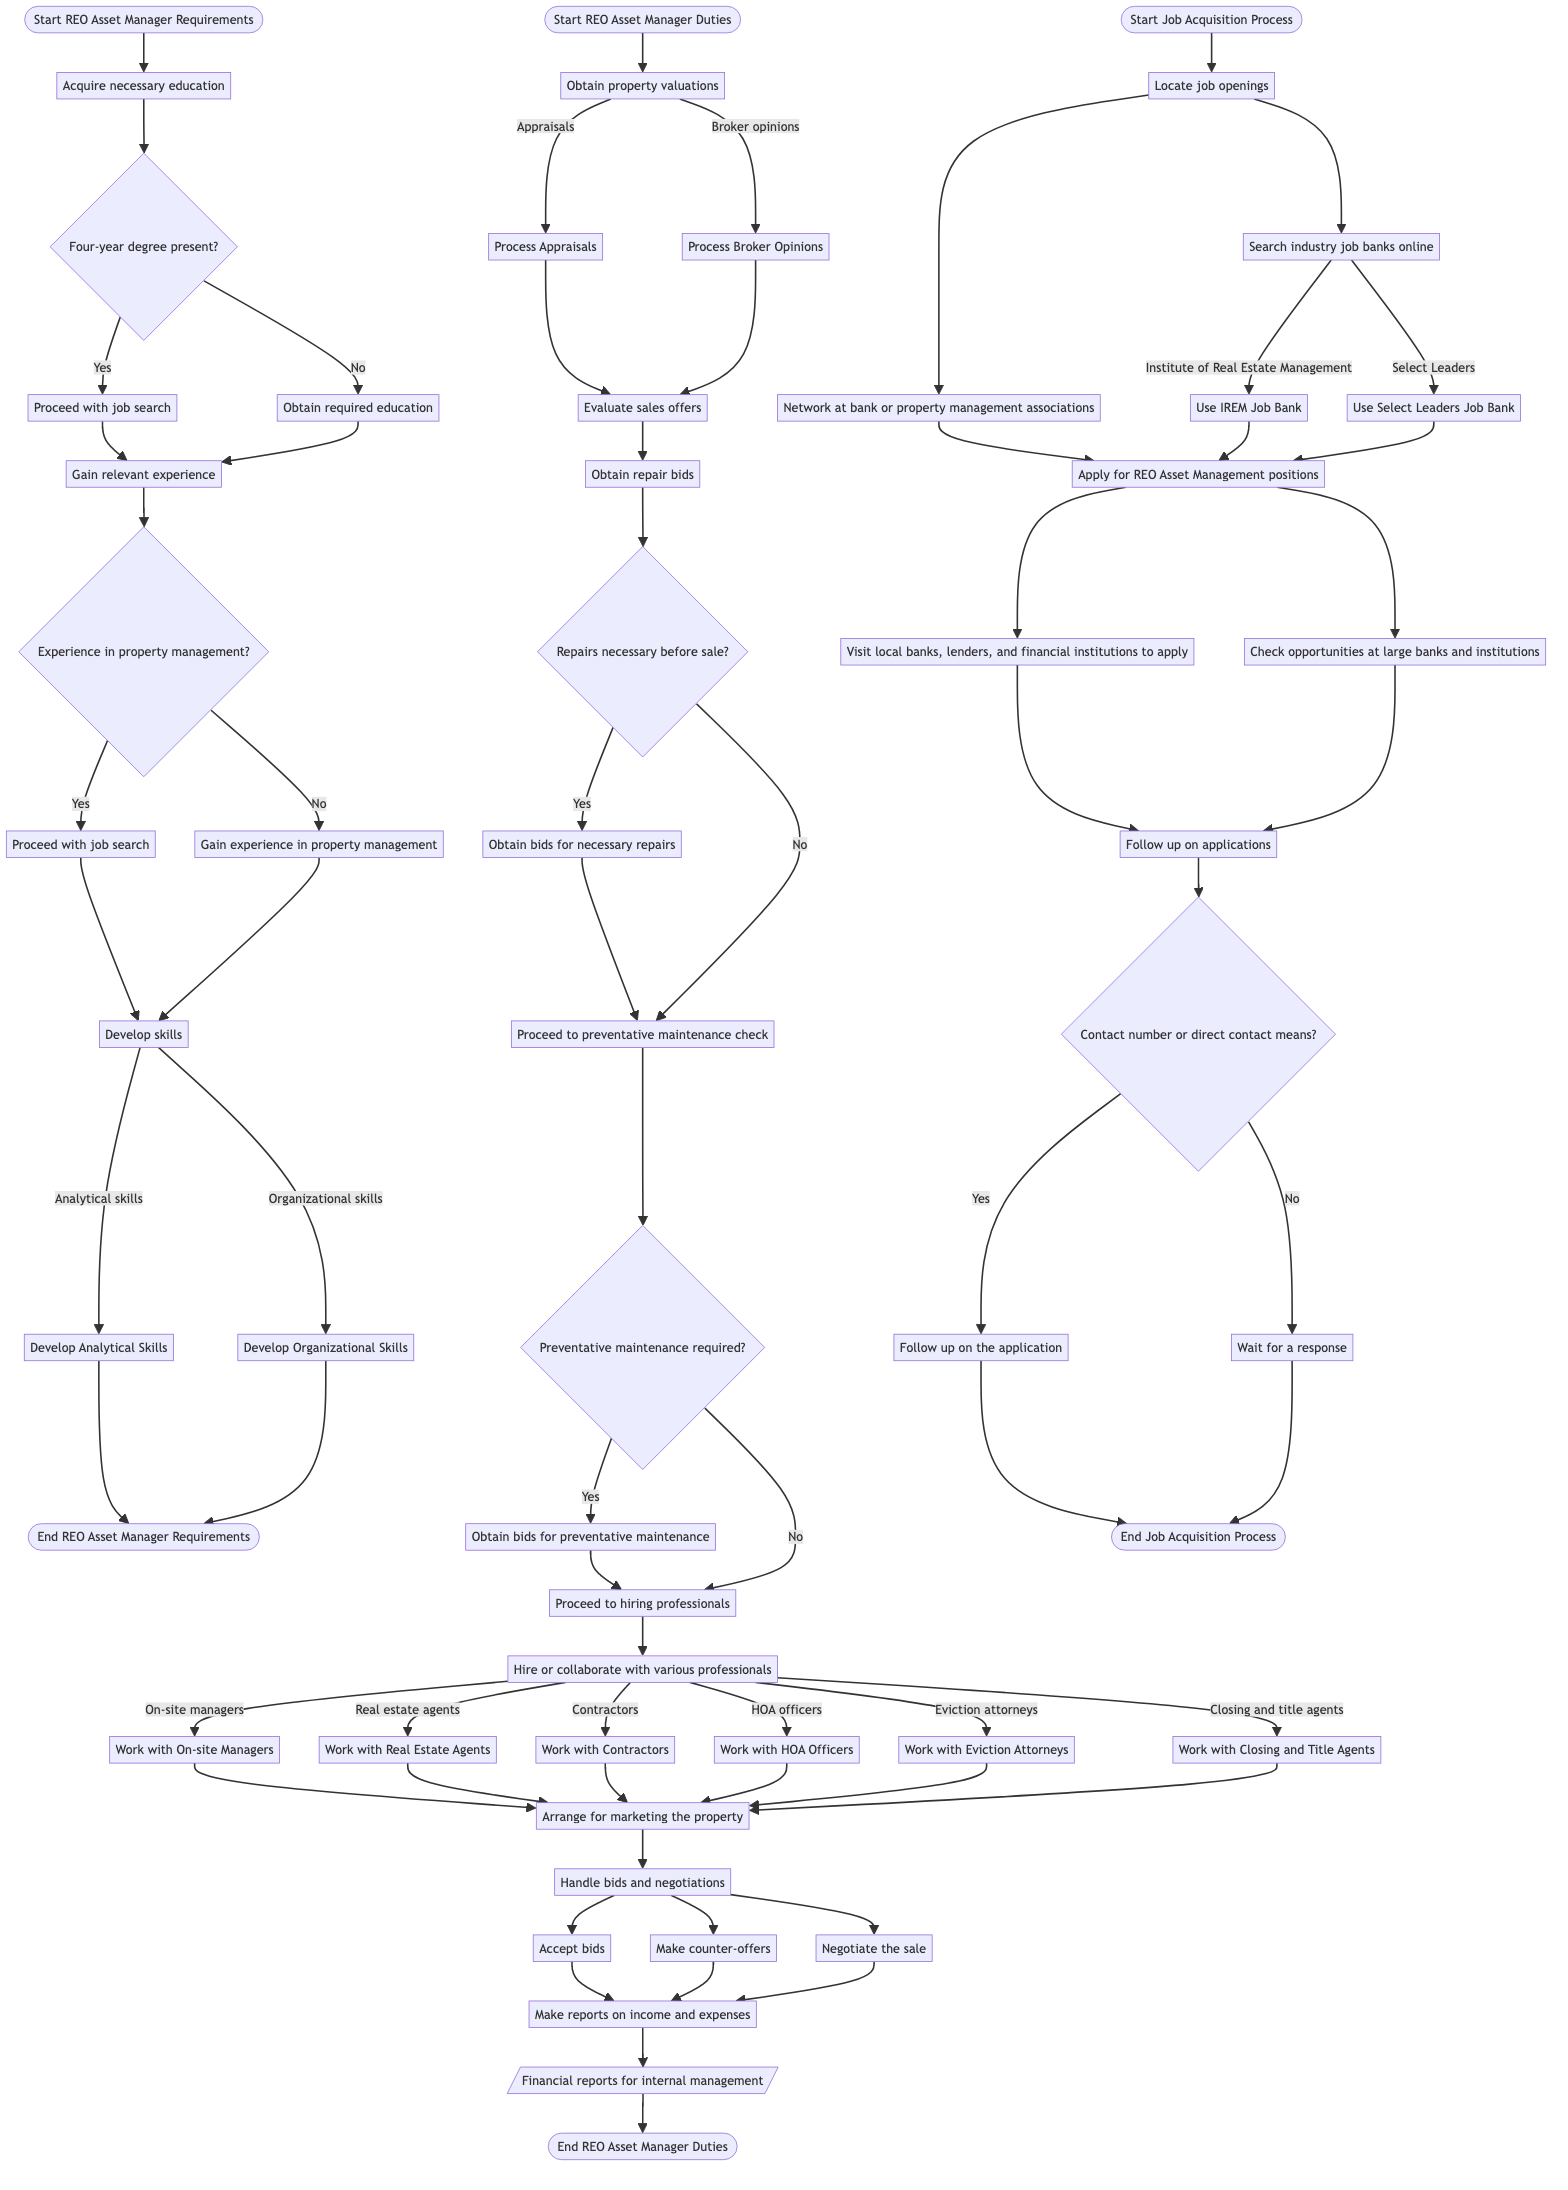 Start REO Asset Manager Requirements
Start REO Asset Manager Duties
Start Job Acquisition Process
Acquire necessary education
Obtain property valuations
Locate job openings
Appraisals
Broker opinions
Four-year degree present?
Process Appraisals
Process Broker Opinions
Search industry job banks online
Yes
No
Institute of Real Estate Management
Select Leaders
Proceed with job search
Obtain required education
Evaluate sales offers
Network at bank or property management associations
Use IREM Job Bank
Use Select Leaders Job Bank
Gain relevant experience
Obtain repair bids
Apply for REO Asset Management positions
Experience in property management?
Repairs necessary before sale?
Visit local banks, lenders, and financial institutions to apply
Check opportunities at large banks and institutions
Yes
No
Yes
Proceed with job search
Gain experience in property management
Obtain bids for necessary repairs
No
Follow up on applications
Develop skills
Proceed to preventative maintenance check
Contact number or direct contact means?
Analytical skills
Organizational skills
Yes
No
Develop Analytical Skills
Develop Organizational Skills
Preventative maintenance required?
Follow up on the application
Wait for a response
Yes
End REO Asset Manager Requirements
Obtain bids for preventative maintenance
No
End Job Acquisition Process
Proceed to hiring professionals
Hire or collaborate with various professionals
On-site managers
Real estate agents
Contractors
HOA officers
Eviction attorneys
Closing and title agents
Work with On-site Managers
Work with Real Estate Agents
Work with Contractors
Work with HOA Officers
Work with Eviction Attorneys
Work with Closing and Title Agents
Arrange for marketing the property
Handle bids and negotiations
Accept bids
Make counter-offers
Negotiate the sale
Make reports on income and expenses
Financial reports for internal management
End REO Asset Manager Duties